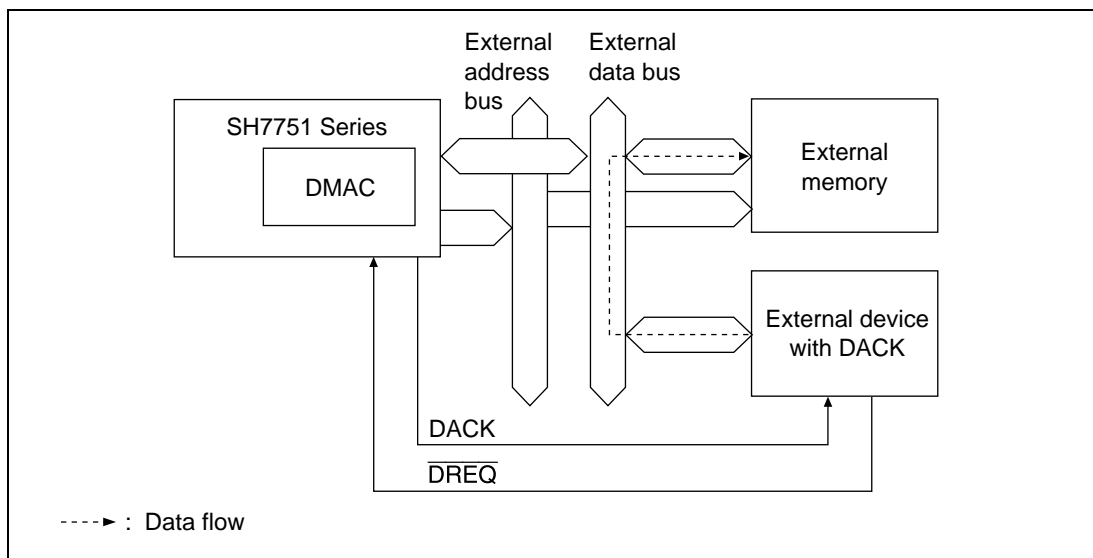 External
address
bus
External
data bus
SH7751 Series
DMAC
External
memory
External device
with DACK
DACK
DREQ
: Data flow